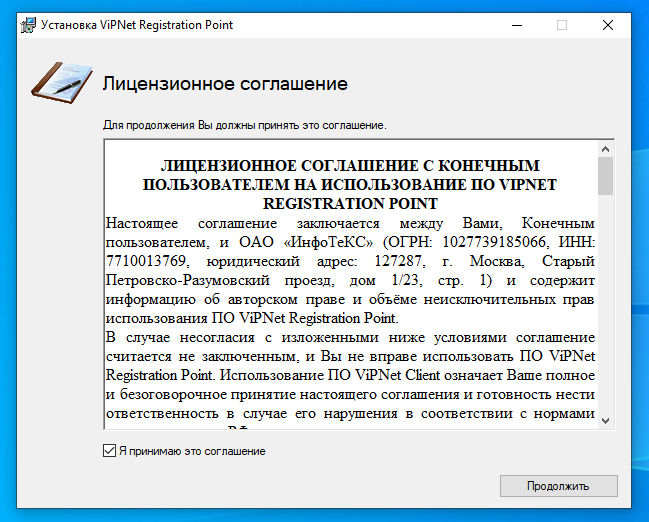 Установка ViPNet Registration Point
Лицензионное соглашение
Для продолжения Вы должны принять это соглашение.
ЛИЦЕНЗИОННОЕ СОГЛАШЕНИЕ С КОНЕЧНЫМ
ПОЛЬЗОВАТЕЛЕМ НА ИСПОЛЬЗОВАНИЕ ПО VIPNET
REGISTRATION POINT
Настоящее соглашение заключается между Вами, Конечным
пользователем, и ОАО «ИнфоТеКС» (ОГРН: 1027739185066, ИНН:
7710013769, юридический адрес: 127287, г. Москва, Старый
Петровско-Разумовский проезд, дом 1/23, стр. 1) и содержит
информацию об авторском праве и объёме неисключительных прав
использования ПО ViPNet Registration Point.
В случае несогласия с изложенными ниже условиями соглашение
считается не заключенным, и Вы не вправе использовать ПО ViPNet
Registration Point. Использование ПО ViPNet Client означает Ваше полное
и безоговорочное принятие настоящего соглашения и готовность нести
ответственность в случае его нарушения в соответствии с нормами
Я принимаю это соглашение
Продолжить